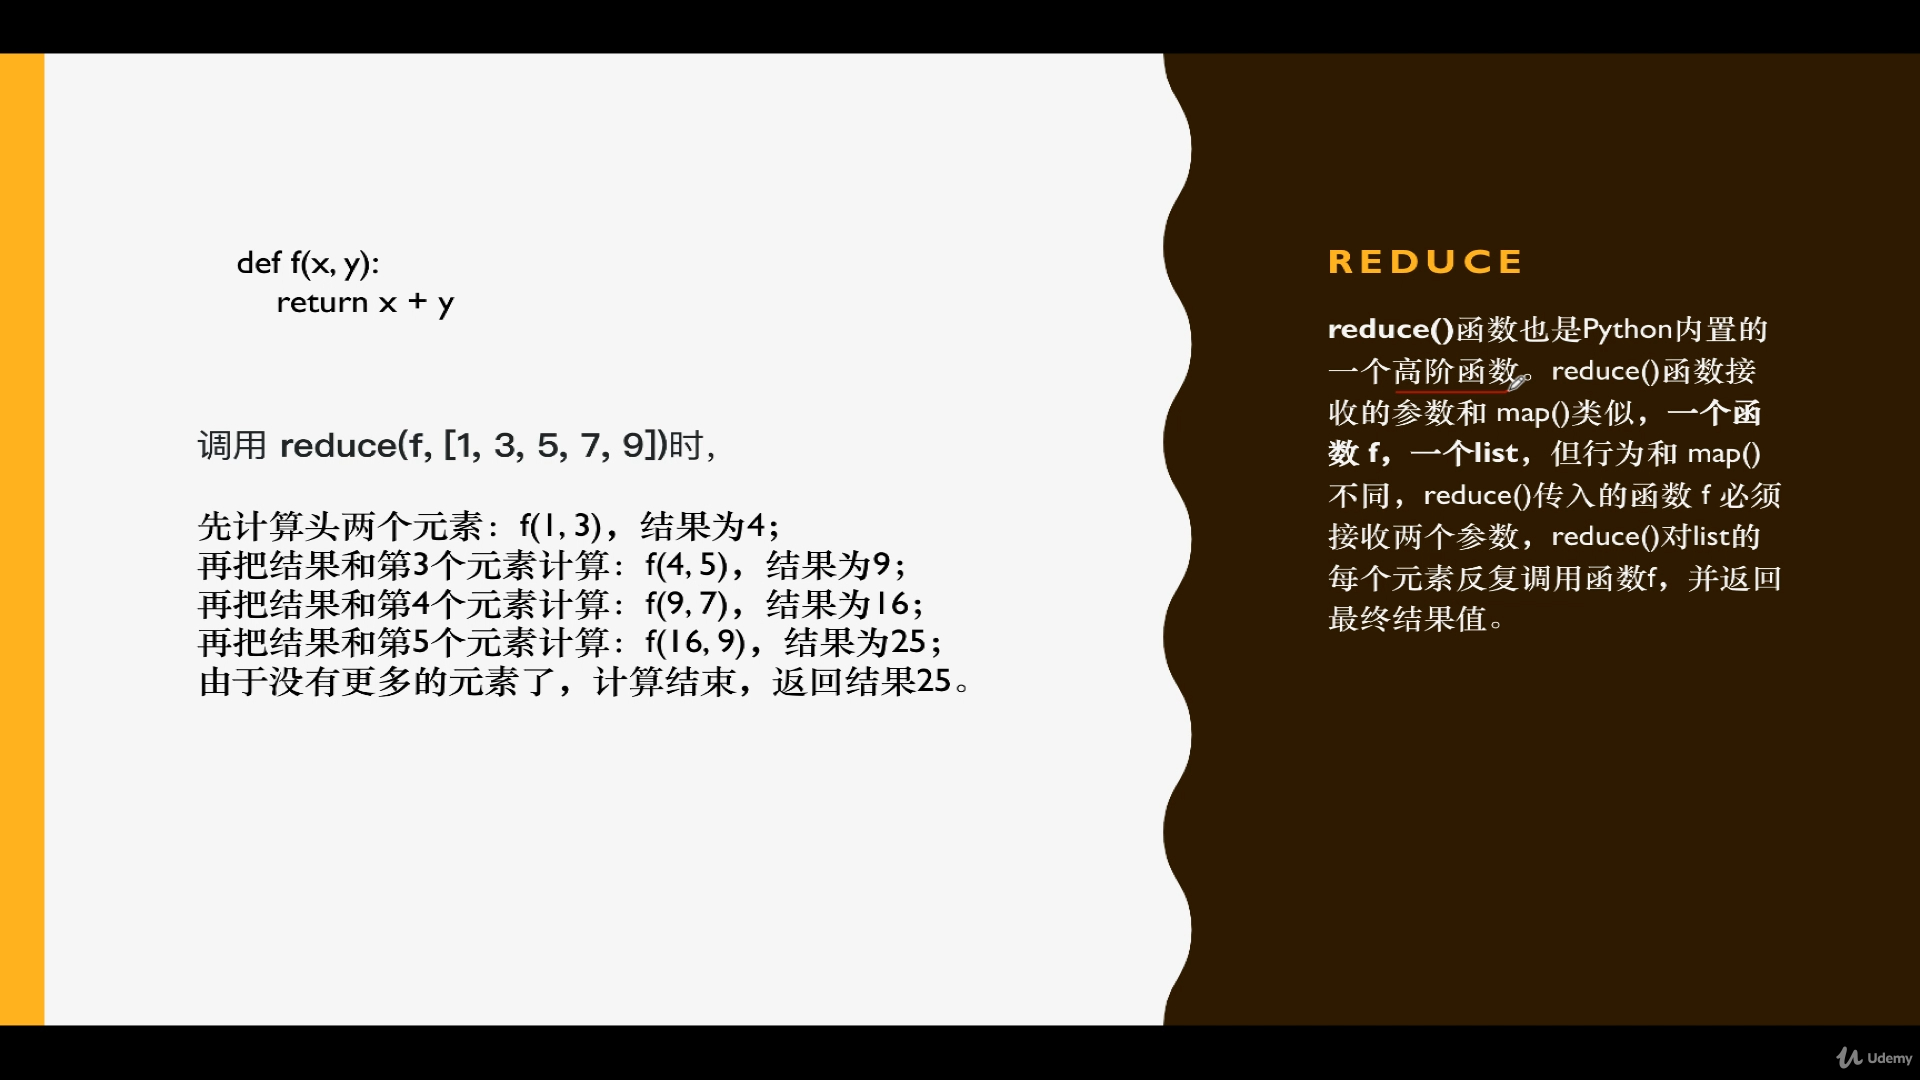 def f(x, y):
return x + y
调用 reduce(f, [1, 3, 5, 7, 9])时，
先计算头两个元素：f(1, 3)，结果为4；
再把结果和第3个元素计算：f(4, 5)，结果为9；
再把结果和第4个元素计算：f(9, 7)，结果为16；
再把结果和第5个元素计算：f(16, 9)，结果为25；
由于没有更多的元素了，计算结束，返回结果25。
REDUCE
reduce()函数也是Python内置的
一个高阶函数。reduce()函数接
收的参数和 map()类似，一个函
数 f，一个list，但行为和 map()
不同，reduce()传入的函数 f 必须
接收两个参数，reduce()对list的
每个元素反复调用函数f，并返回
最终结果值。
Udemy